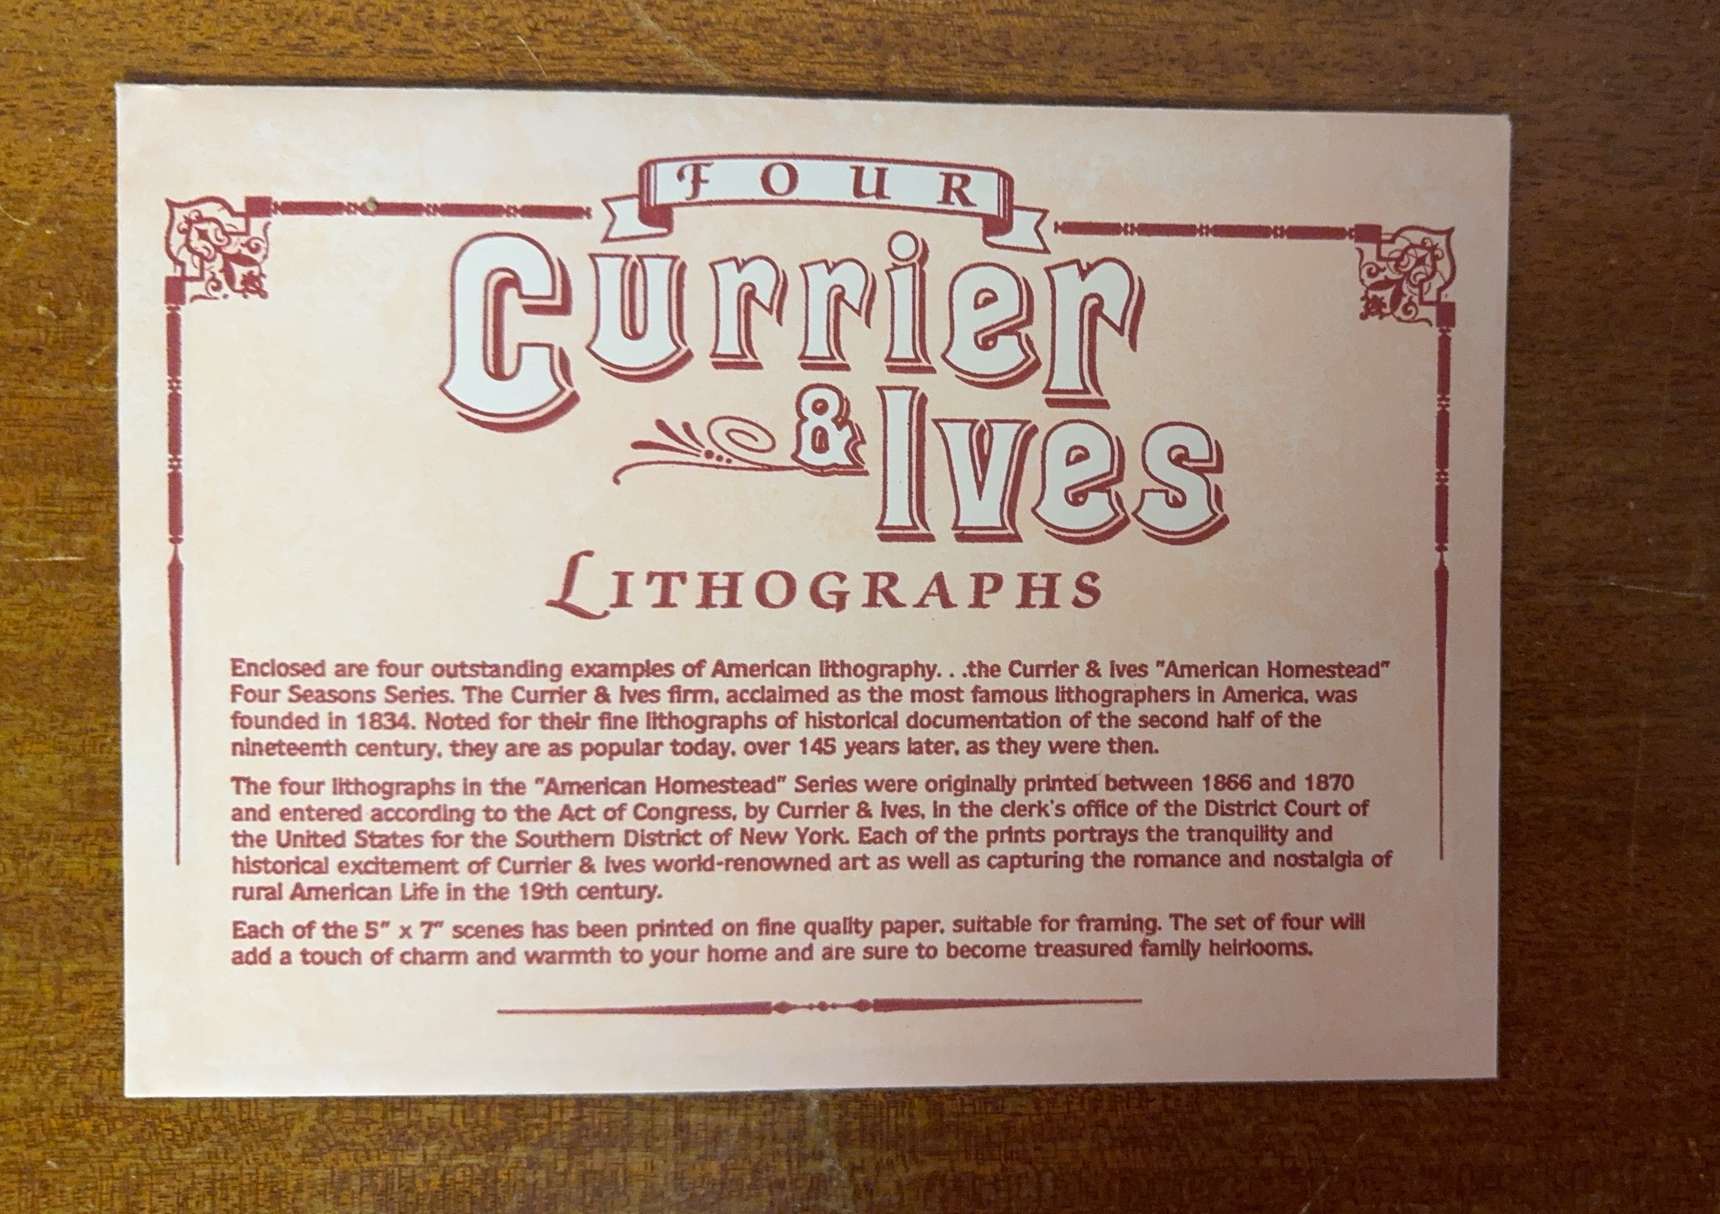 FOUR
Currier
& Ives
LITHOGRAPHS
Enclosed are four outstanding examples of American lithography. . .the Currier & Ives "American Homestead"
Four Seasons Series. The Currier & Ives firm, acclaimed as the most famous lithographers in America, was
founded in 1834. Noted for their fine lithographs of historical documentation of the second half of the
nineteenth century, they are as popular today, over 145 years later, as they were then.
The four lithographs in the "American Homestead" Series were originally printed between 1866 and 1870
and entered according to the Act of Congress, by Currier & Ives, in the clerk's office of the District Court of
the United States for the Southern District of New York. Each of the prints portrays the tranquility and
historical excitement of Currier & Ives world-renowned art as well as capturing the romance and nostalgia of
rural American Life in the 19th century.
Each of the 5" x 7" scenes has been printed on fine quality paper, suitable for framing. The set of four will
add a touch of charm and warmth to your home and are sure to become treasured family heirlooms.